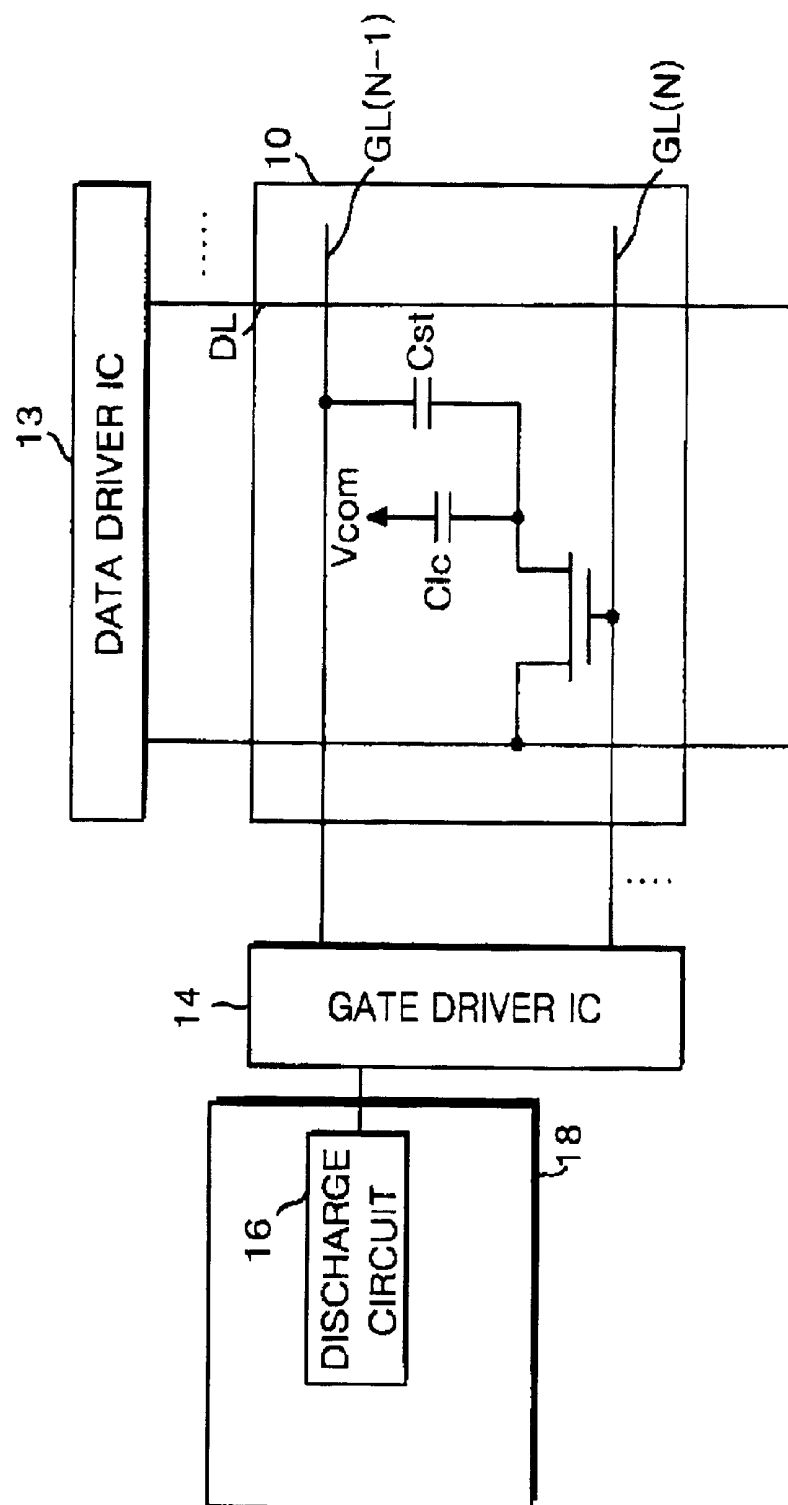 13
DATA DRIVER IC
.....
10
DL
GL(N-1)
Vcom
Clc
Cst
GL(N)
14
GATE DRIVER IC
....
16
DISCHARGE
CIRCUIT
18